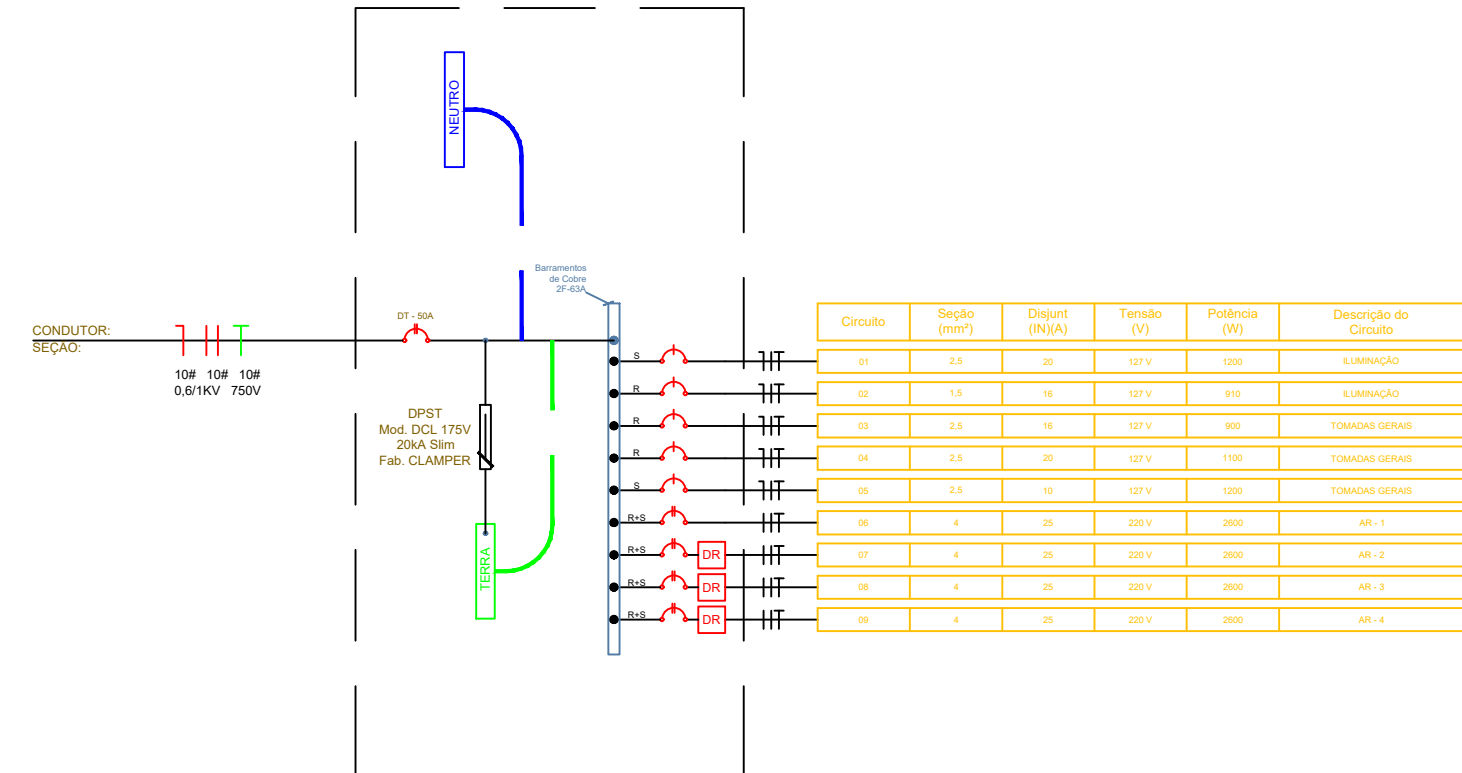 NEUTRO
Barramentos
de Cobre
2F-63A
DT - 50A
CONDUTOR:
SEÇAO:
10# 10# 10#
0,6/1KV 750V
DPST
Mod. DCL 175V
20kA Slim
Fab. CLAMPER
TERRA
Circuito Seção (mm²) Disjunt (IN)(A) Tensão (V) Potência (W) Descrição do Circuito
S 01 2,5 20 127 V 1200 ILUMINAÇÃO
R 02 1,5 16 127 V 910 ILUMINAÇÃO
R 03 2.5 16 127 V 900 TOMADAS GERAIS
R 04 2.5 20 127 V 1100 TOMADAS GERAIS
S 05 2.5 10 127 V 1200 TOMADAS GERAIS
R+S 06 4 25 220 V 2600 AR - 1
R+S DR 07 4 25 220 V 2600 AR - 2
R+S DR 08 4 25 220 V 2600 AR - 3
R+S DR 09 4 25 220 V 2600 AR - 4